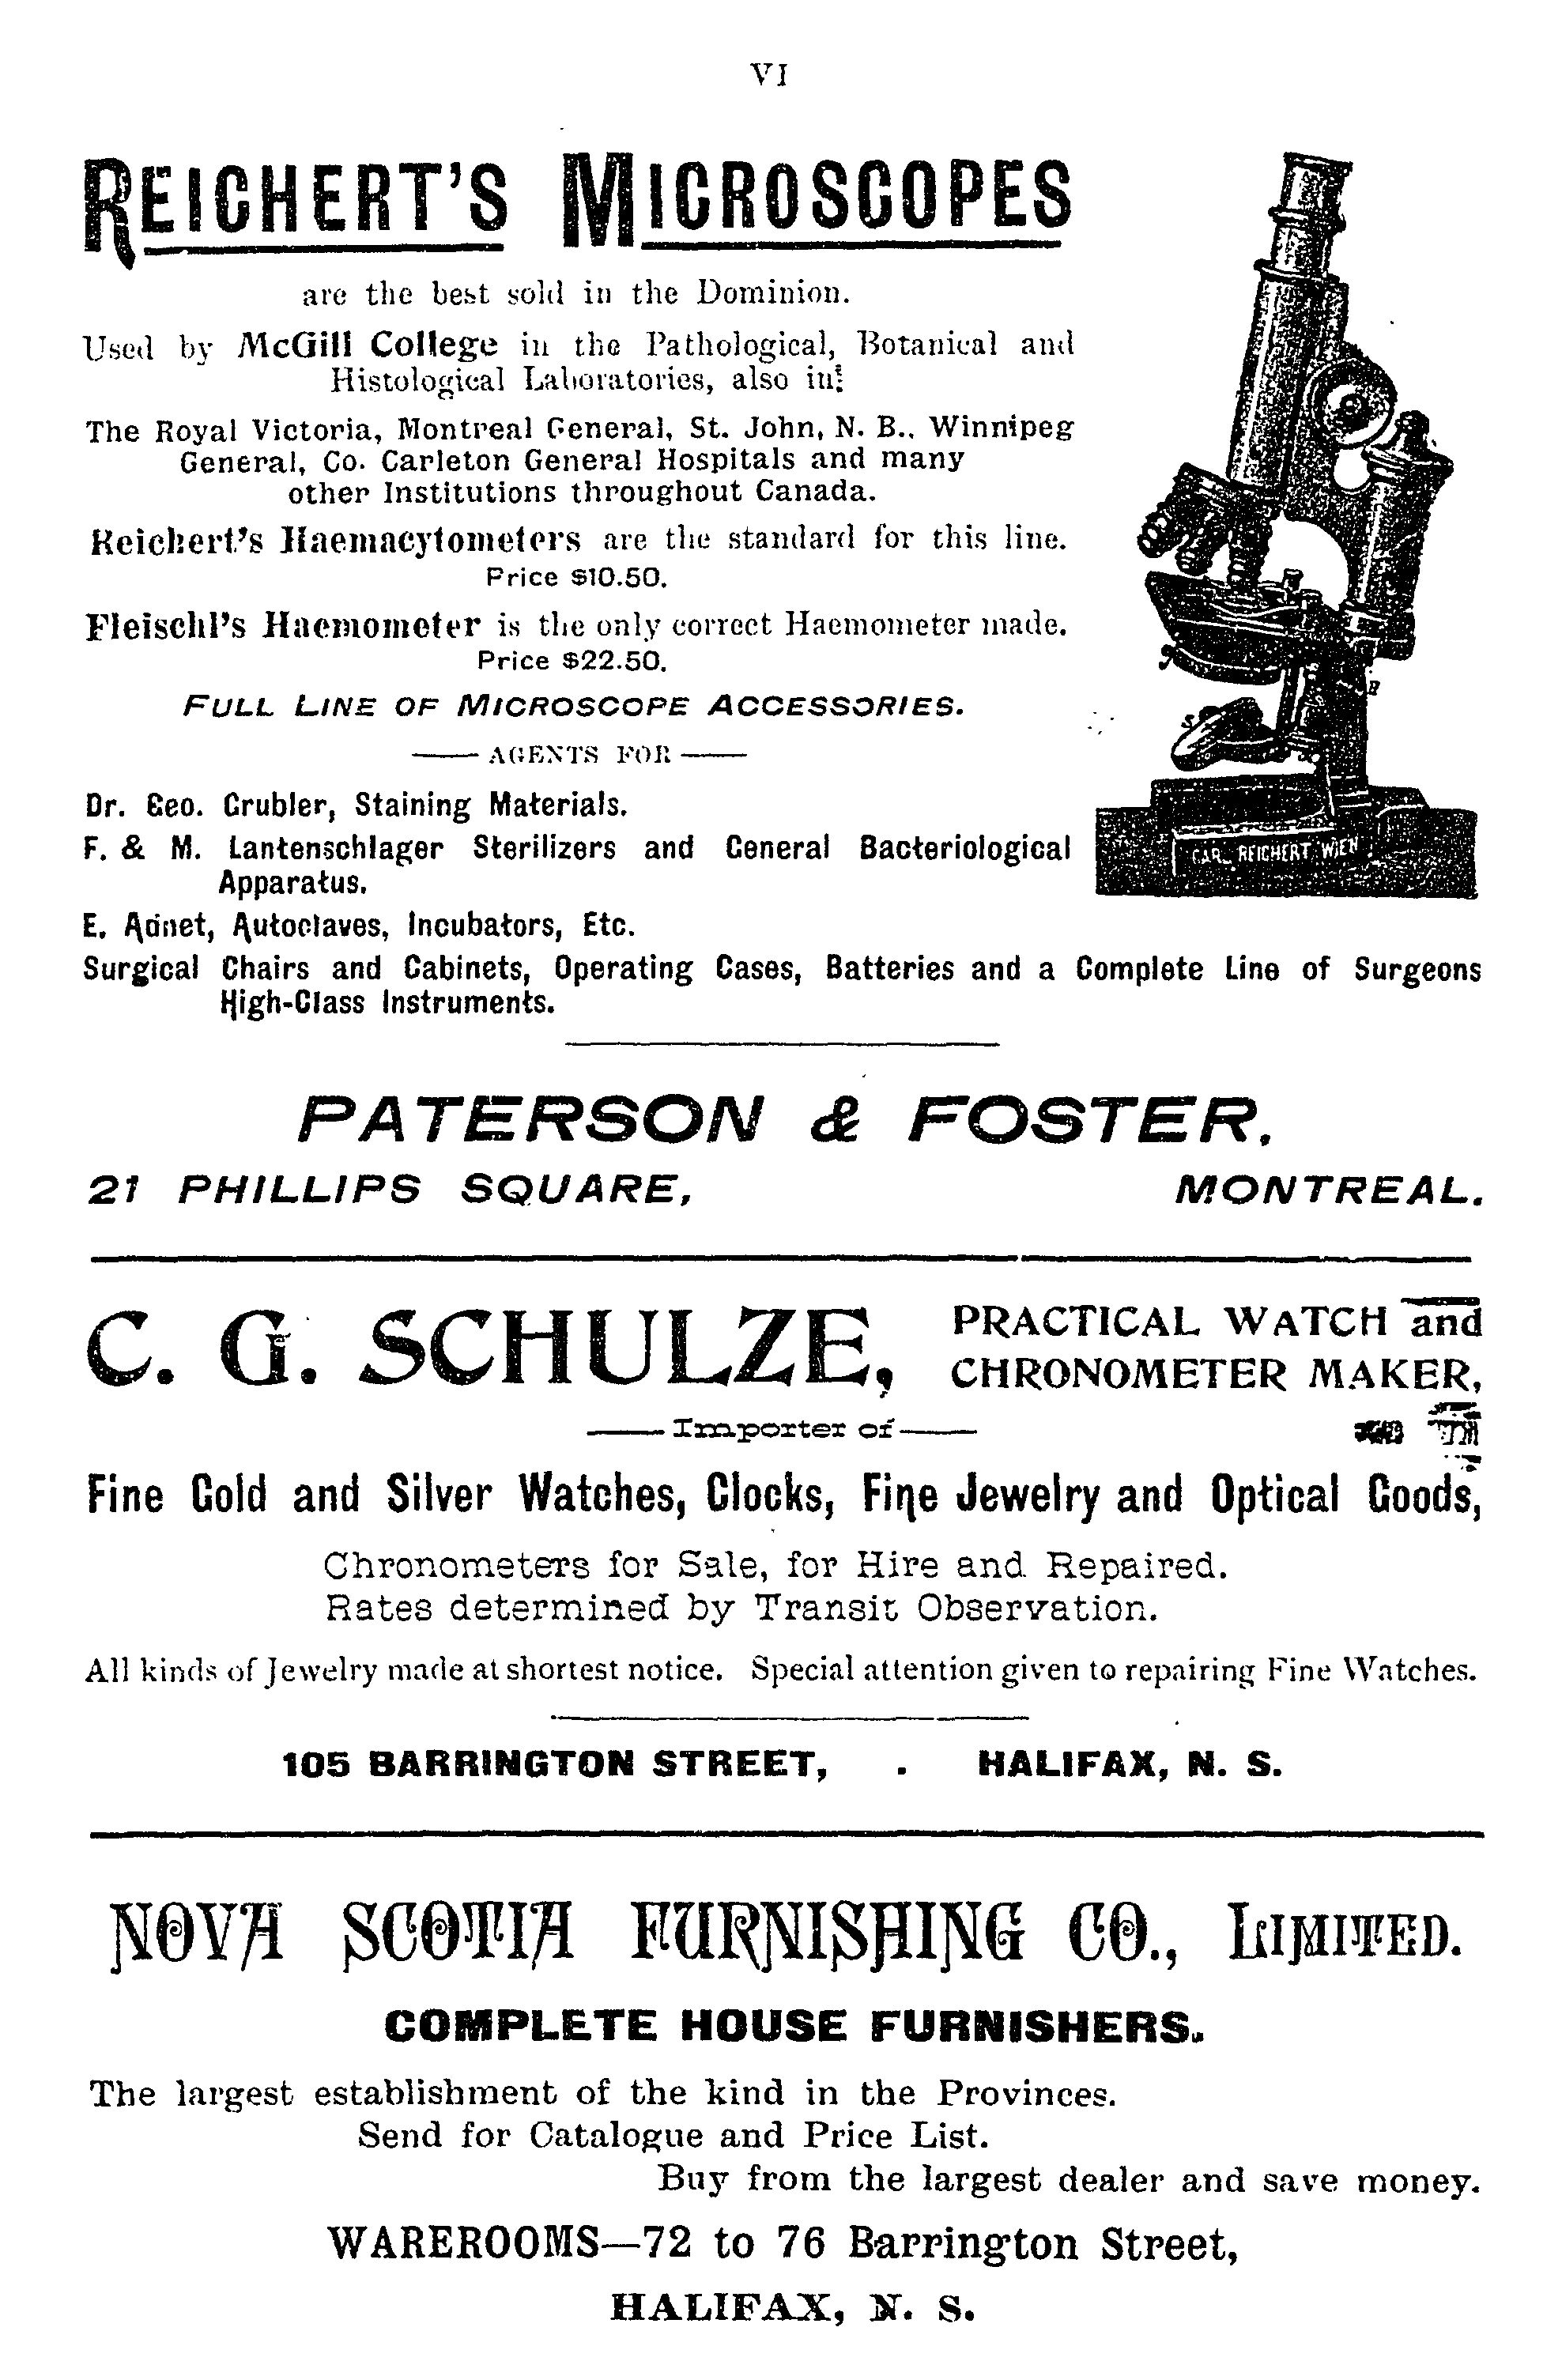 VI
REICHERT'S MICROSCOPES
are the best sold in the Dominion.
Used by McGill College in the Pathological, Botanical and
Histological Laboratories, also in:
The Royal Victoria, Montreal General, St. John, N. B., Winnipeg
General, Co. Carleton General Hospitals and many
other Institutions throughout Canada.
Reichert's Haemacytometers are the standard for this line.
Price $10.50.
Fleischl's Haemometer is the only correct Haemometer made.
Price $22.50.
FULL LINE OF MICROSCOPE ACCESSORIES.
AGENTS FOR
Dr. Geo. Grubler, Staining Materials.
F. & M. Lantenschlager Sterilizers and General Bacteriological
Apparatus.
E. Adnet, Autoclaves, Incubators, Etc.
Surgical Chairs and Cabinets, Operating Cases, Batteries and a Complete Line of Surgeons
High-Class Instruments.
CARL REICHERT WIEN
PATERSON & FOSTER.
21 PHILLIPS SQUARE, MONTREAL.
C. G. SCHULZE, PRACTICAL WATCH and
CHRONOMETER MAKER,
Importer of
Fine Gold and Silver Watches, Clocks, Fine Jewelry and Optical Goods,
Chronometers for Sale, for Hire and Repaired.
Rates determined by Transit Observation.
All kinds of Jewelry made at shortest notice. Special attention given to repairing Fine Watches.
105 BARRINGTON STREET, . HALIFAX, N. S.
NOVA SCOTIA FURNISHING CO., LIMITED.
COMPLETE HOUSE FURNISHERS.
The largest establishment of the kind in the Provinces.
Send for Catalogue and Price List.
Buy from the largest dealer and save money.
WAREROOMS—72 to 76 Barrington Street,
HALIFAX, N. S.